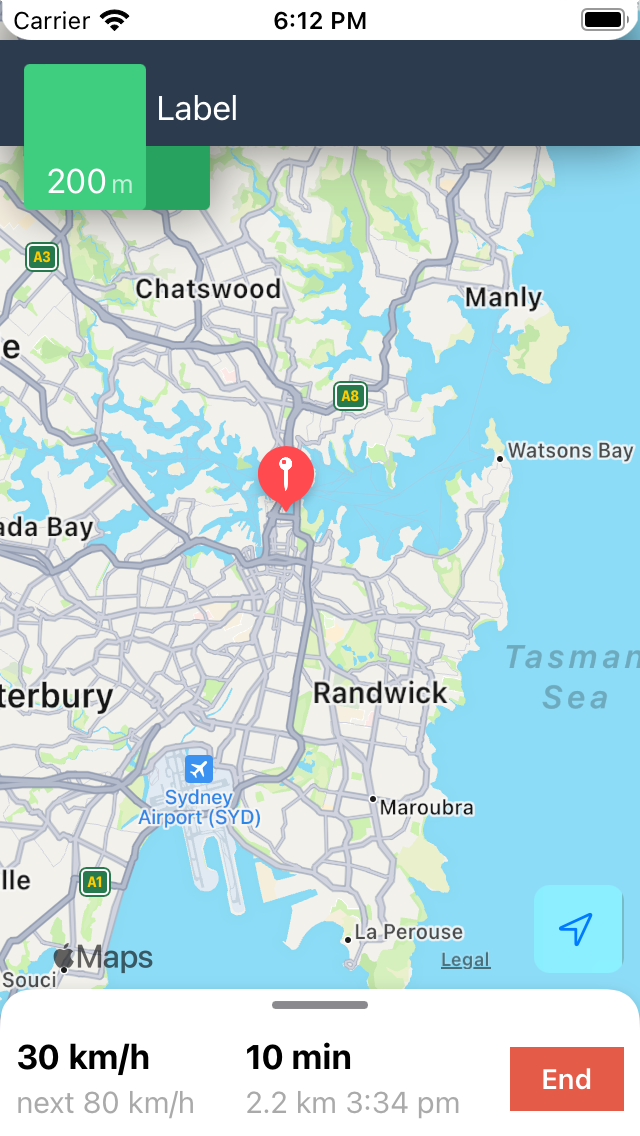 Carrier 6:12 PM
Label
200 m
A3
Chatswood
Manly
e
A8
Watsons Bay
ada Bay
Tasman
Sea
terbury
Randwick
Sydney
Airport (SYD)
Maroubra
lle
A1
La Perouse
Maps
Legal
Souci
30 km/h 10 min
End
next 80 km/h 2.2 km 3:34 pm